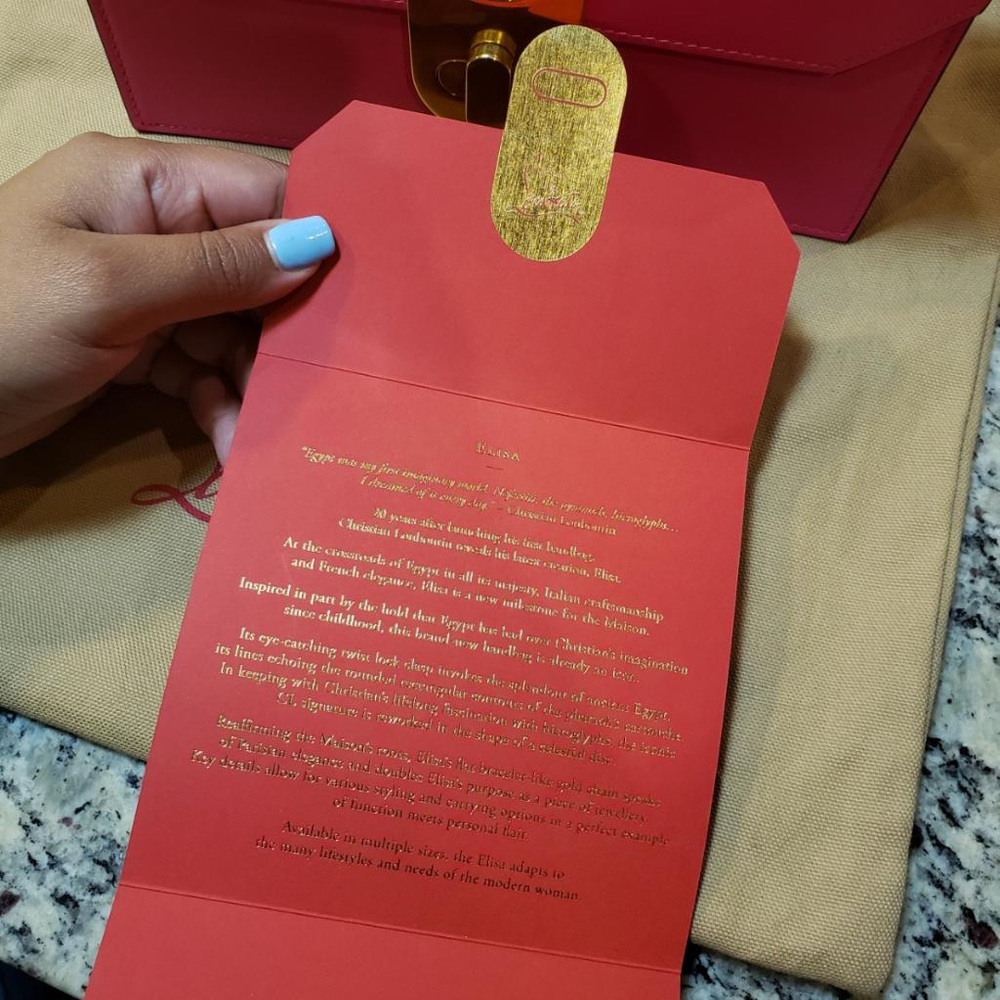 Louboutin
ELISA
"Egypt was my first imaginary world. Nefertiti, the pyramids, hieroglyphs...
I dreamed of it every day." – Christian Louboutin
20 years after launching his first handbag,
Christian Louboutin reveals his latest creation, Elisa.
At the crossroads of Egypt in all its majesty, Italian craftsmanship
and French elegance, Elisa is a new milestone for the Maison.
Inspired in part by the hold that Egypt has had over Christian's imagination
since childhood, this brand-new handbag is already an icon.
Its eye-catching twist lock clasp invokes the splendour of ancient Egypt,
its lines echoing the rounded rectangular contours of the pharaoh's cartouche.
In keeping with Christian's lifelong fascination with hieroglyphs, the iconic
CL signature is reworked in the shape of a celestial disc.
Reaffirming the Maison's roots, Elisa's flat bracelet-like gold chain speaks
of Parisian elegance and doubles Elisa's purpose as a piece of jewellery.
Key details allow for various styling and carrying options in a perfect example
of function meets personal flair.
Available in multiple sizes, the Elisa adapts to
the many lifestyles and needs of the modern woman